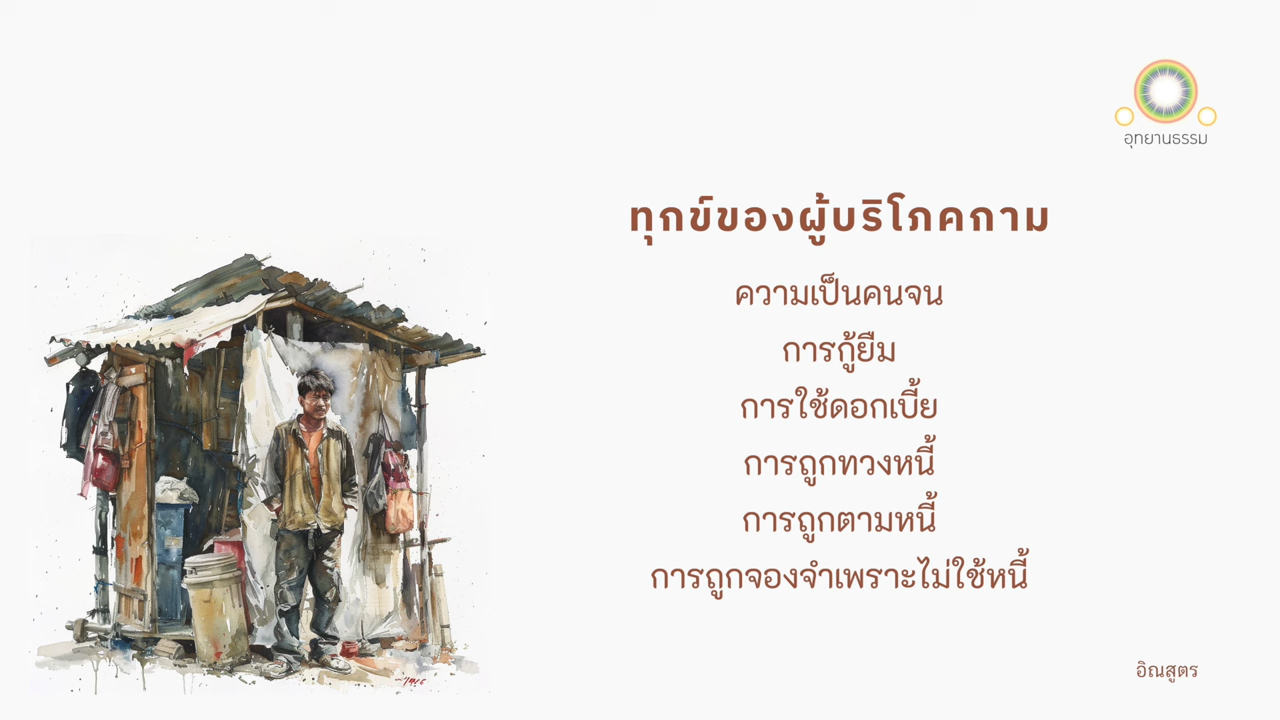 อุทยานธรรม
ทุกข์ของผู้บริโภคกาม
ความเป็นคนจน
การกู้ยืม
การใช้ดอกเบี้ย
การถูกทวงหนี้
การถูกตามหนี้
การถูกจองจำเพราะไม่ใช้หนี้
อิณสูตร